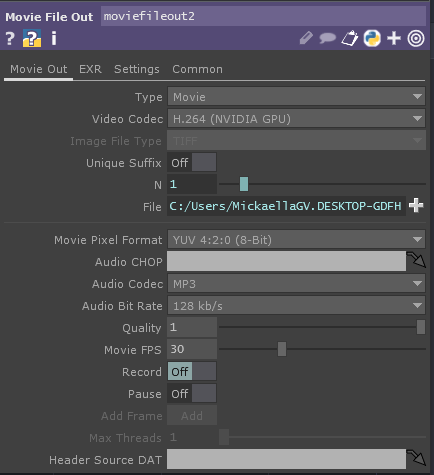 Movie File Out moviefileout2
? ? i
Movie Out EXR Settings Common
Type Movie
Video Codec H.264 (NVIDIA GPU)
Image File Type TIFF
Unique Suffix Off
N 1
File C:/Users/MickaellaGV.DESKTOP-GDFH
Movie Pixel Format YUV 4:2:0 (8-Bit)
Audio CHOP
Audio Codec MP3
Audio Bit Rate 128 kb/s
Quality 1
Movie FPS 30
Record Off
Pause Off
Add Frame Add
Max Threads 1
Header Source DAT